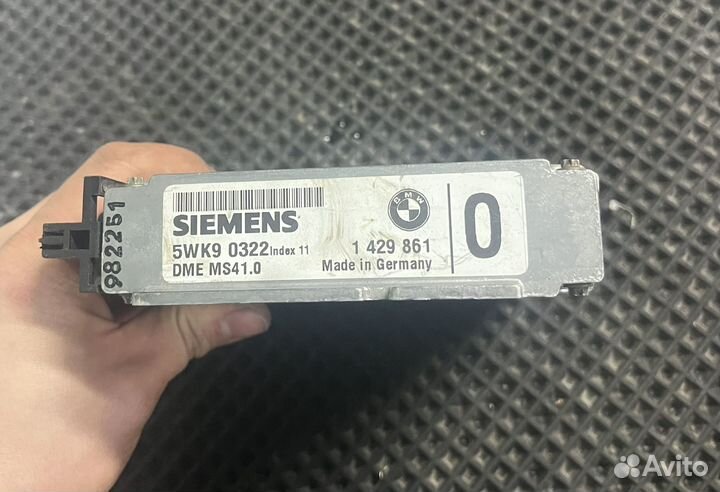 982251
SIEMENS
5WK9 0322 Index 11
DME MS41.0
BMW
1 429 861
Made in Germany
0
Avito